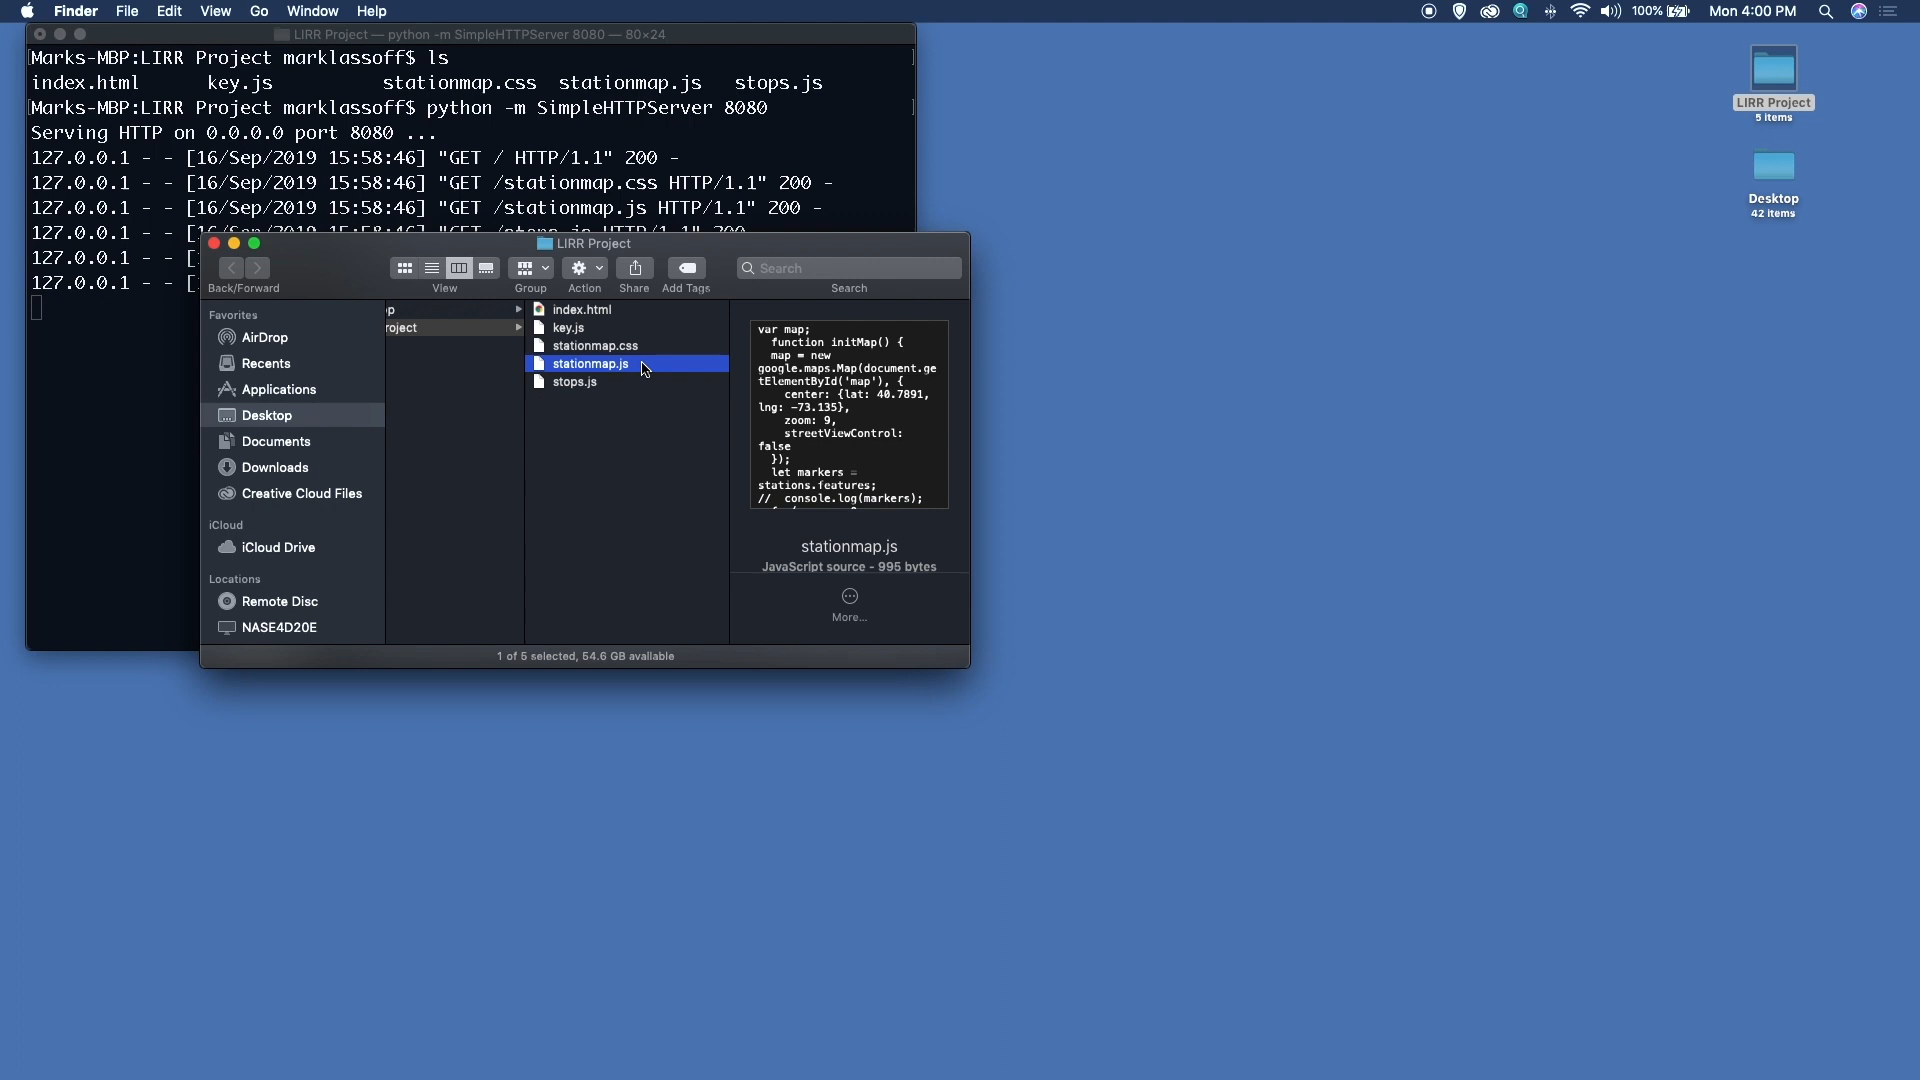 Finder File Edit View Go Window Help 100% Mon 4:00 PM
LIRR Project — python -m SimpleHTTPServer 8080 — 80×24
[Marks-MBP:LIRR Project marklassoff$ ls ]
index.html key.js stationmap.css stationmap.js stops.js
[Marks-MBP:LIRR Project marklassoff$ python -m SimpleHTTPServer 8080 ]
Serving HTTP on 0.0.0.0 port 8080 ...
127.0.0.1 - - [16/Sep/2019 15:58:46] "GET / HTTP/1.1" 200 -
127.0.0.1 - - [16/Sep/2019 15:58:46] "GET /stationmap.css HTTP/1.1" 200 -
127.0.0.1 - - [16/Sep/2019 15:58:46] "GET /stationmap.js HTTP/1.1" 200 -
127.0.0.1 - -
127.0.0.1 - - [
127.0.0.1 - - [
LIRR Project
5 items
Desktop
42 items
LIRR Project
Search
Back/Forward View Group Action Share Add Tags Search
Favorites
AirDrop
Recents
Applications
Desktop
Documents
Downloads
Creative Cloud Files
iCloud
iCloud Drive
Locations
Remote Disc
NASE4D20E
op
roject
index.html
key.js
stationmap.css
stationmap.js
stops.js
var map;
function initMap() {
map = new
google.maps.Map(document.ge
tElementById('map'), {
center: {lat: 40.7891,
lng: -73.135},
zoom: 9,
streetViewControl:
false
});
let markers =
stations.features;
// console.log(markers);
stationmap.js
JavaScript source - 995 bytes
More...
1 of 5 selected, 54.6 GB available